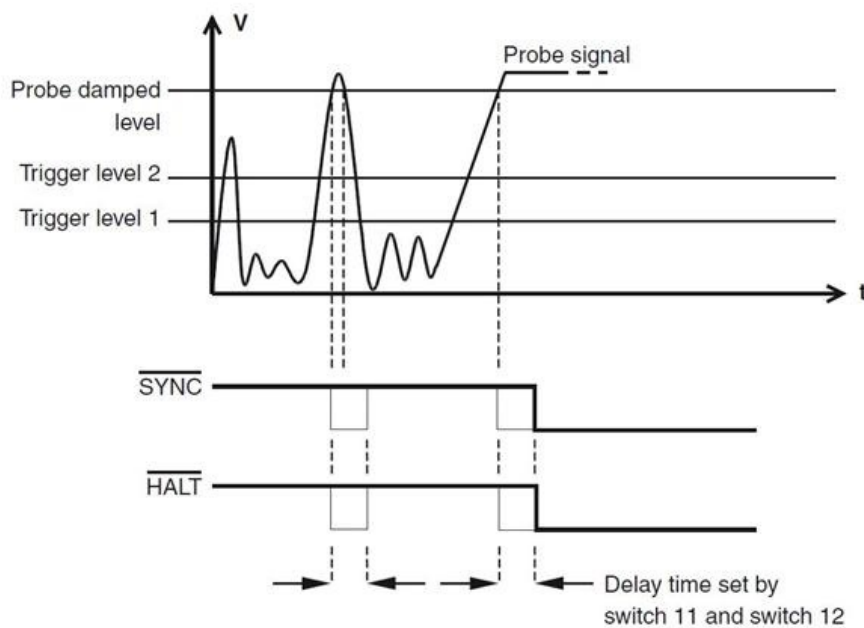 V
Probe signal
Probe damped
level
Trigger level 2
Trigger level 1
t
SYNC
HALT
Delay time set by
switch 11 and switch 12